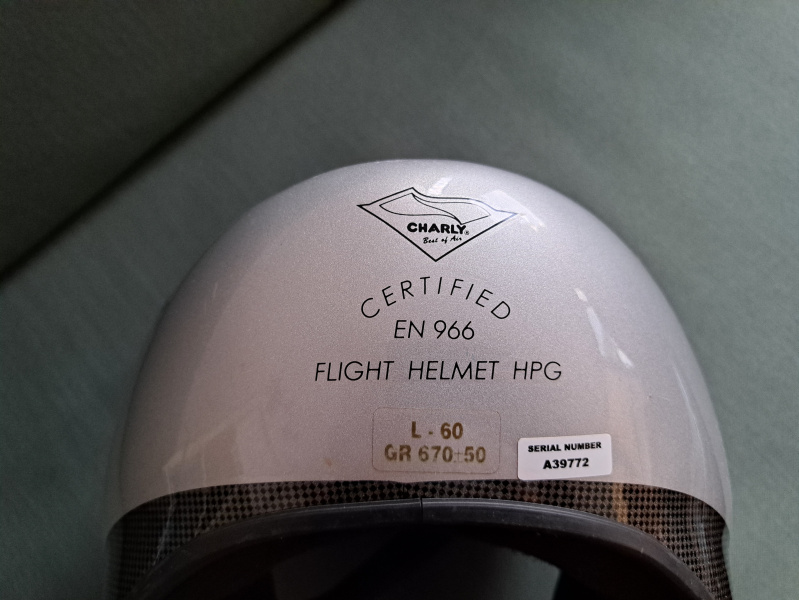 CHARLY®
Best of Air
CERTIFIED
EN 966
FLIGHT HELMET HPG
L - 60
GR 670±50
SERIAL NUMBER
A39772